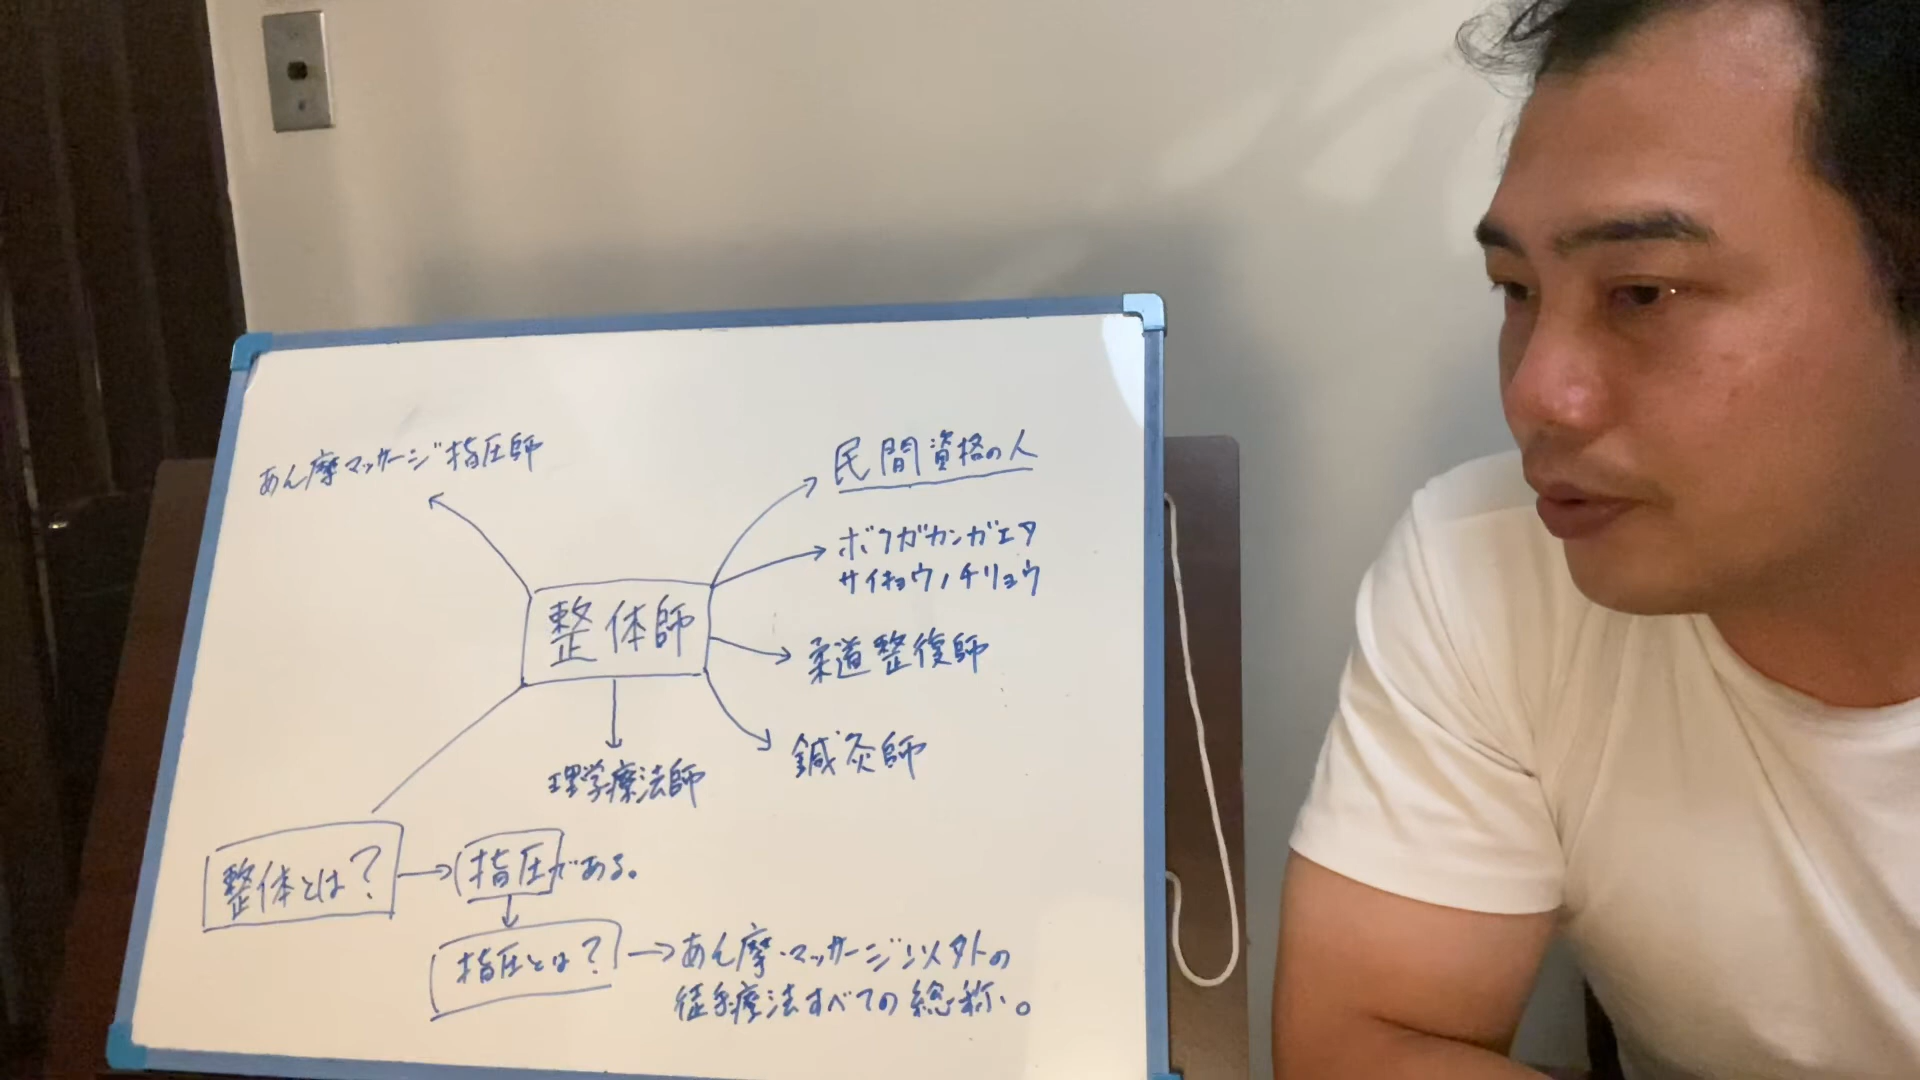 あん摩マッサージ指圧師
民間資格の人
ボクガカンガエタ
サイキョウノチリョウ
整体師
柔道整復師
鍼灸師
理学療法師
整体とは?
指圧がある。
指圧とは?
あん摩・マッサージ以外の
徒手療法すべての総称。